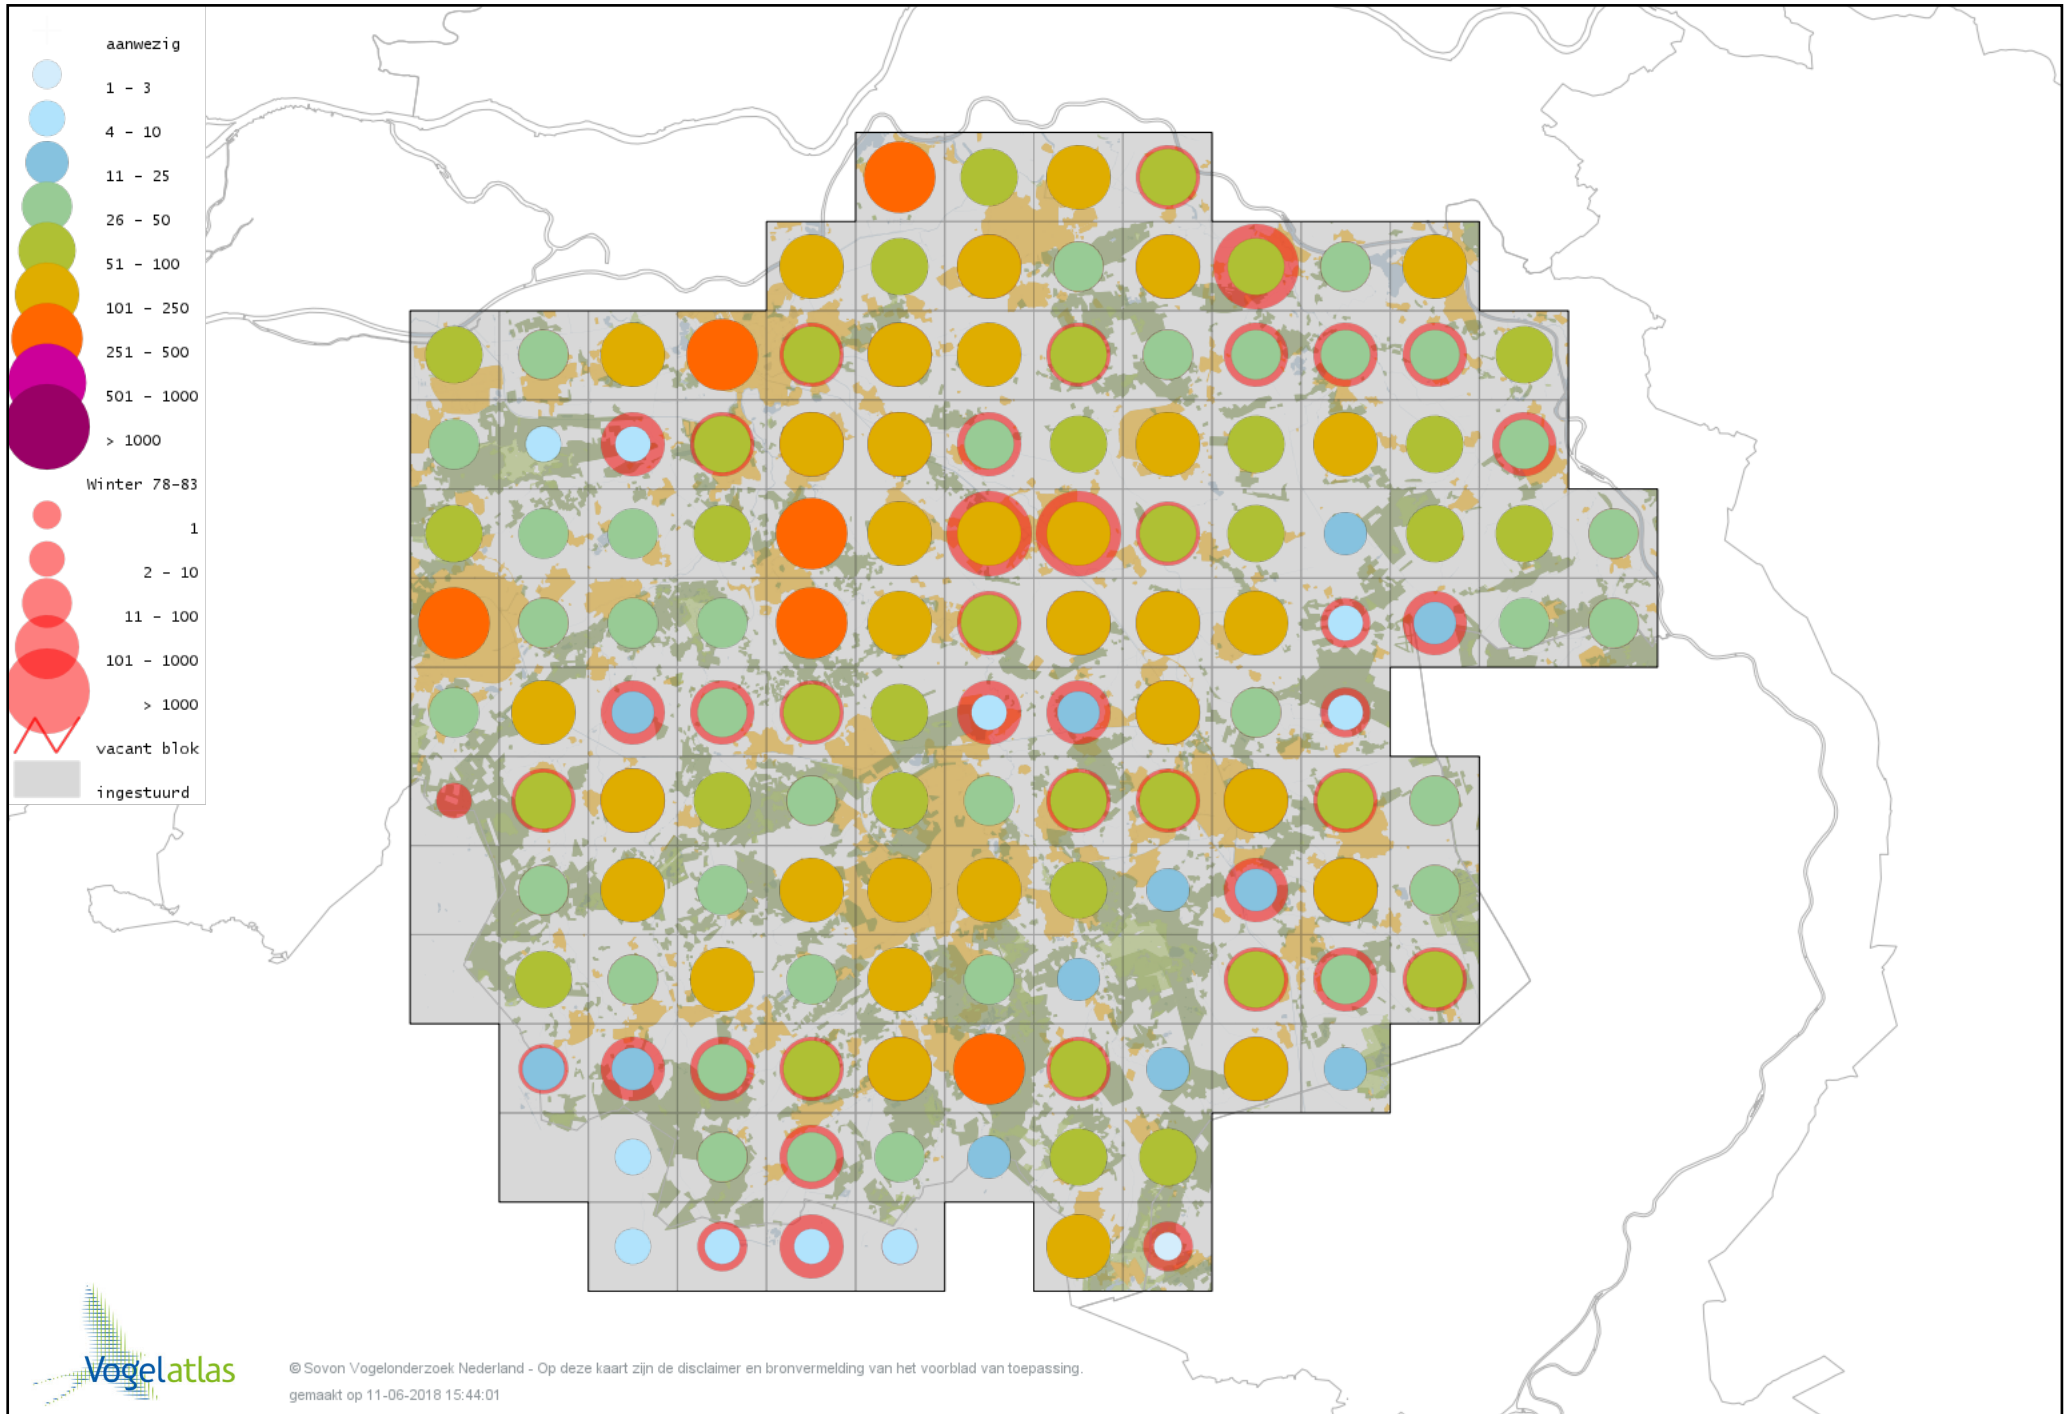 aanwezig
1 - 3
4 - 10
11 - 25
26 - 50
51 - 100
101 - 250
251 - 500
501 - 1000
> 1000
Winter 78-83
1
2 - 10
11 - 100
101 - 1000
> 1000
vacant blok
ingestuurd
Vogelatlas
© Sovon Vogelonderzoek Nederland - Op deze kaart zijn de disclaimer en bronvermelding van het voorblad van toepassing.
gemaakt op 11-06-2018 15:44:01